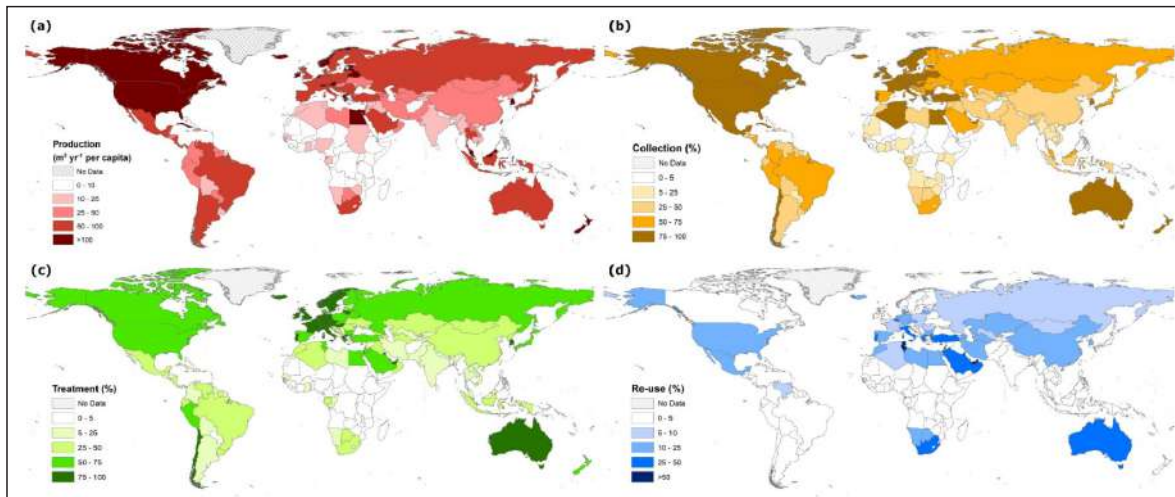 (a)
Production
(m³ yr⁻¹ per capita)
No Data
0 - 10
10 - 25
25 - 50
50 - 100
>100
(b)
Collection (%)
No Data
0 - 5
5 - 25
25 - 50
50 - 75
75 - 100
(c)
Treatment (%)
No Data
0 - 5
5 - 25
25 - 50
50 - 75
75 - 100
(d)
Re-use (%)
No Data
0 - 5
5 - 10
10 - 25
25 - 50
>50